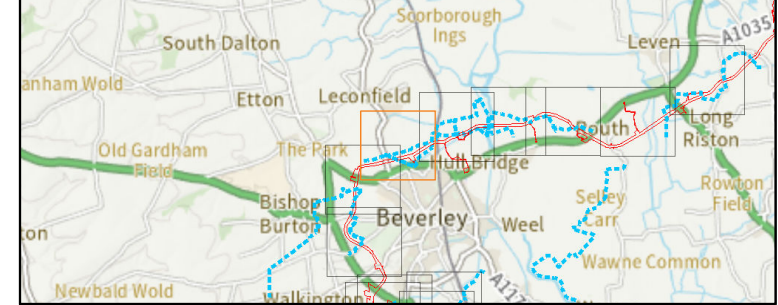 Scorborough
Ings
South Dalton
Leven
A1035
anham Wold
Etton
Leconfield
Old Gardham
Field
The Park
Routh
Long
Riston
Hull Bridge
Rowton
Field
Bishop
Burton
Beverley
Weel
Selley
Carr
ton
Wawne Common
Newbald Wold
Walkington
A117